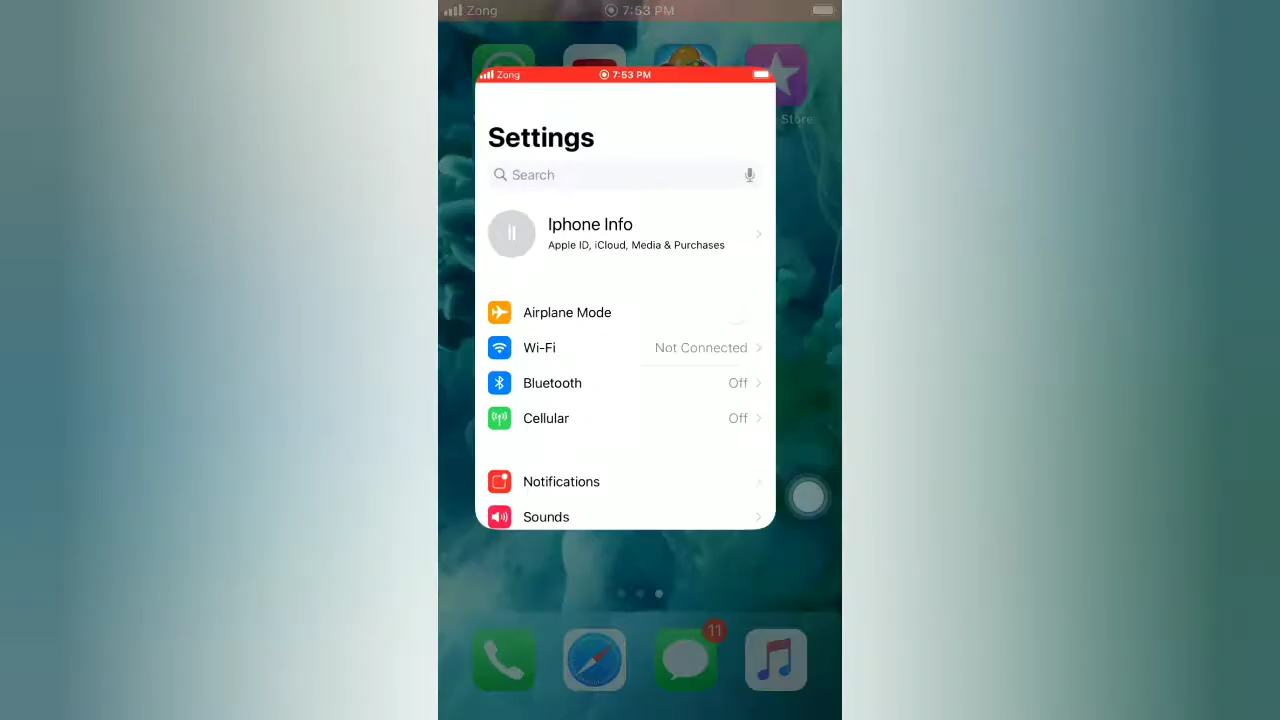 Zong 7:53 PM
Store
Zong 7:53 PM
Settings
Search
II
Iphone Info
Apple ID, iCloud, Media & Purchases
Airplane Mode
Wi-Fi Not Connected
Bluetooth Off
Cellular Off
Notifications
Sounds
11